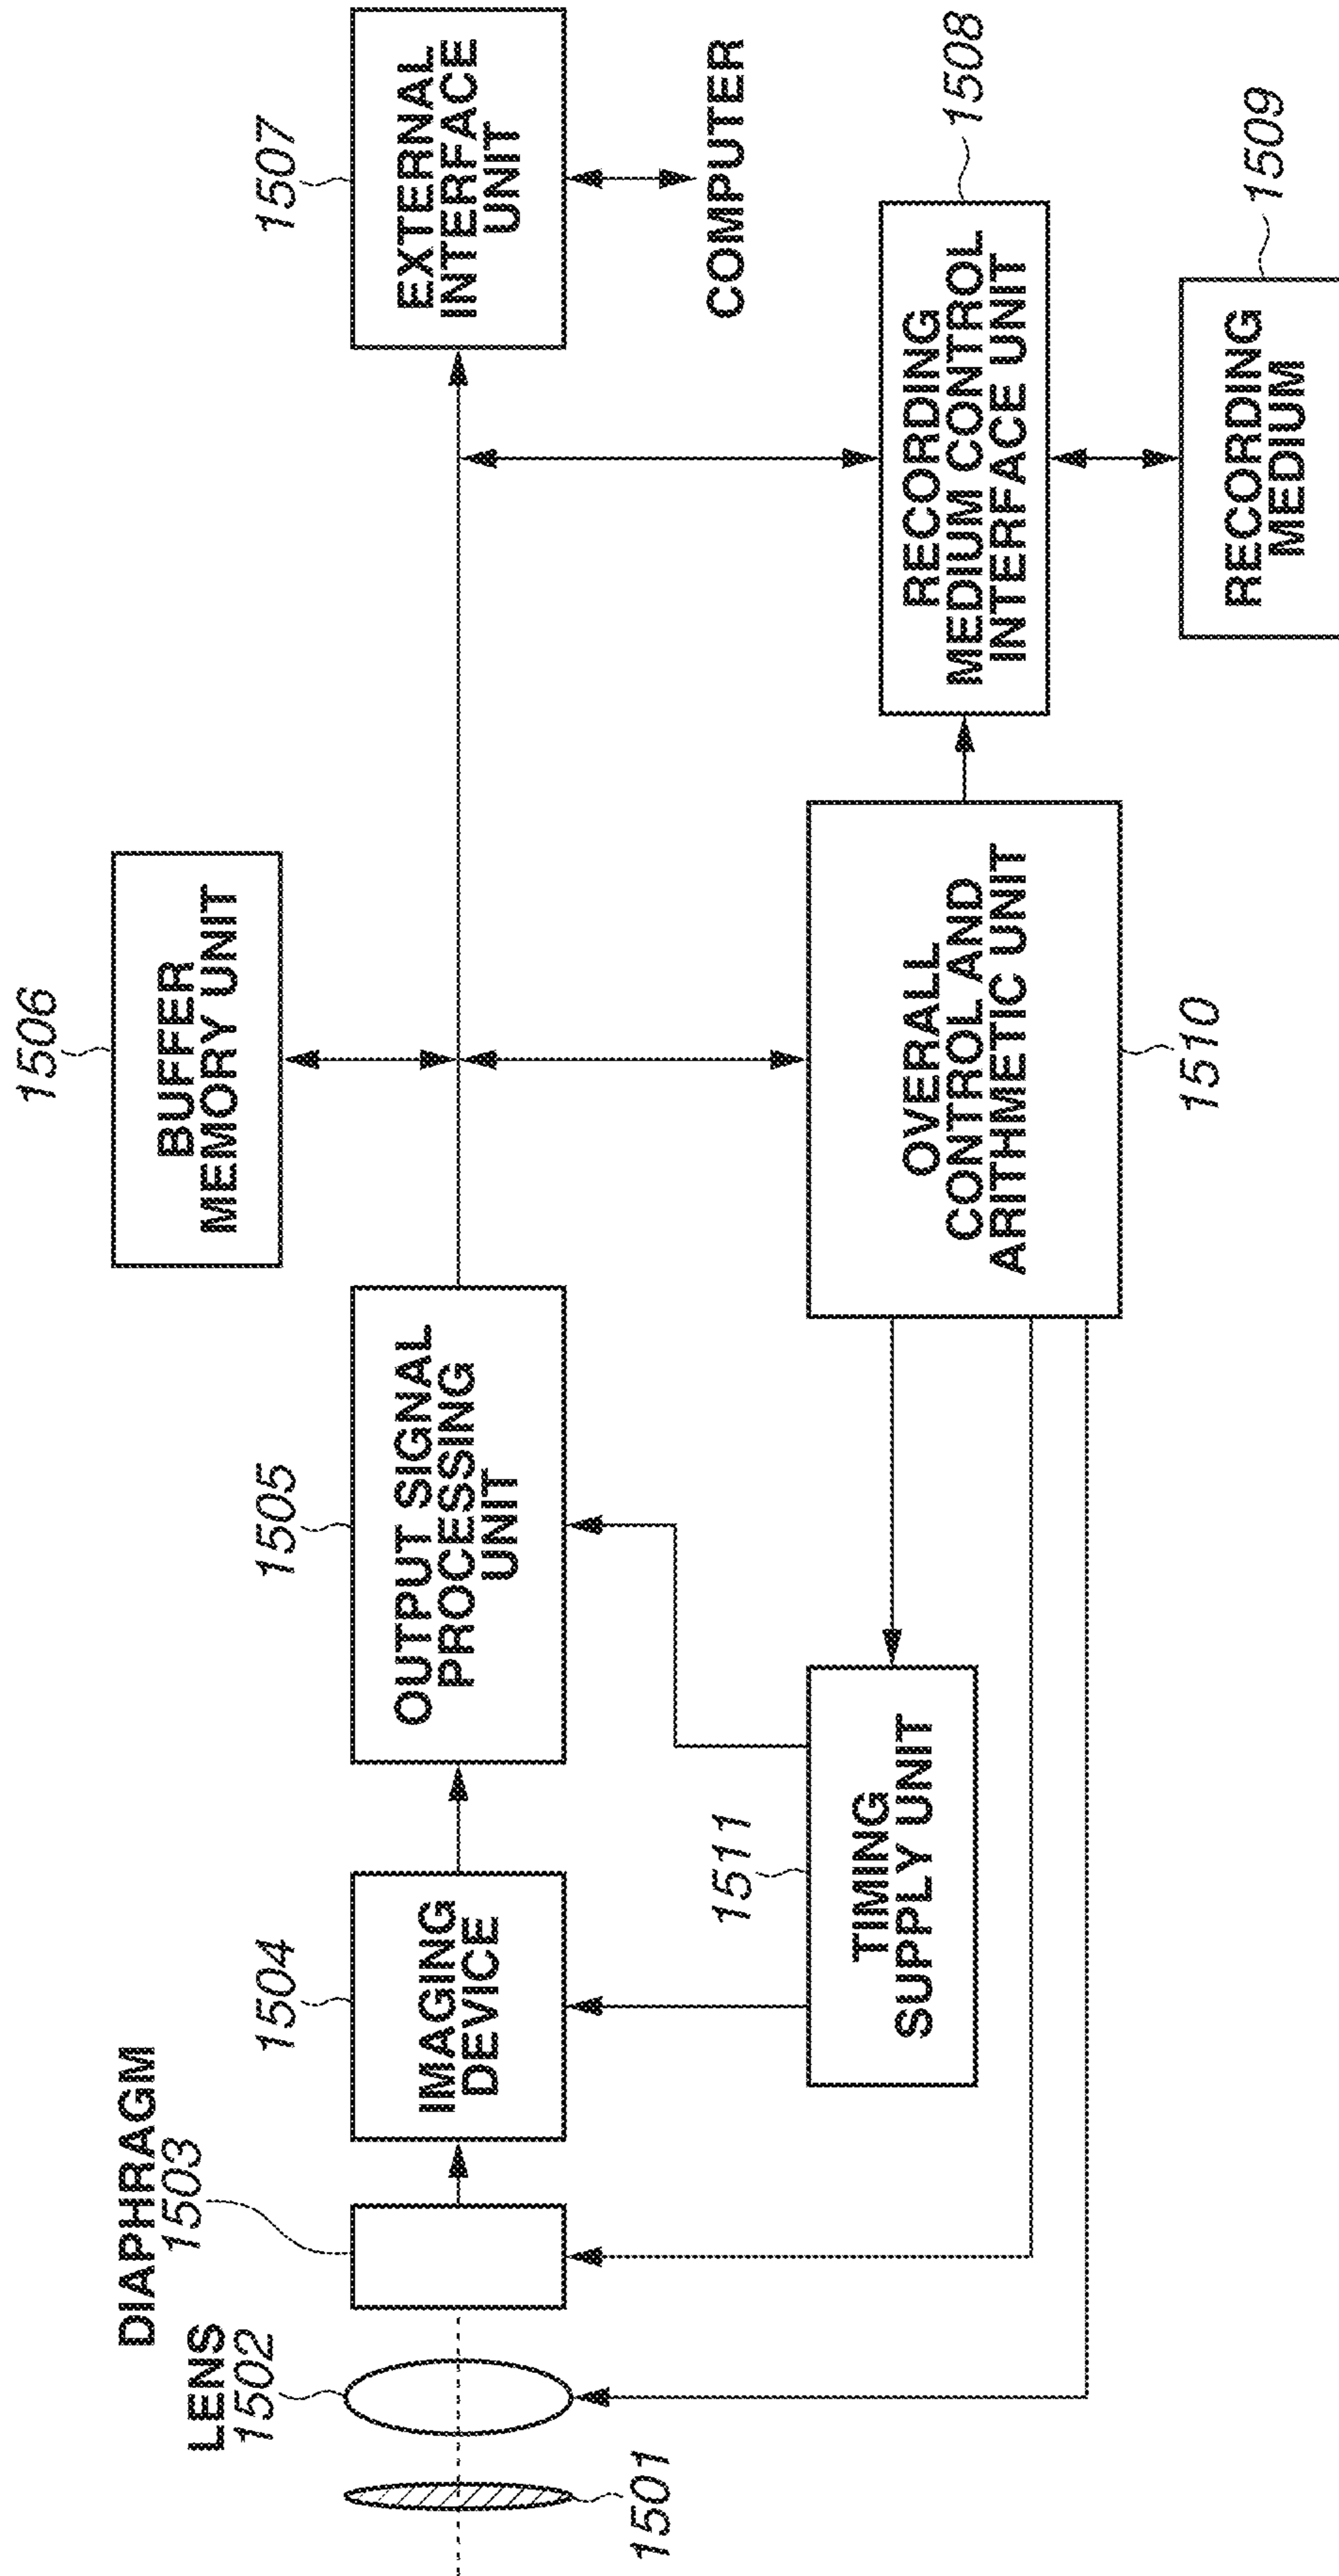 LENS
1502
DIAPHRAGM
1503
1501
1504
IMAGING
DEVICE
1505
OUTPUT SIGNAL
PROCESSING
UNIT
1506
BUFFER
MEMORY UNIT
1507
EXTERNAL
INTERFACE
UNIT
COMPUTER
1511
TIMING
SUPPLY UNIT
OVERALL
CONTROL AND
ARITHMETIC UNIT
1510
RECORDING
MEDIUM CONTROL
INTERFACE UNIT
1508
RECORDING
MEDIUM
1509